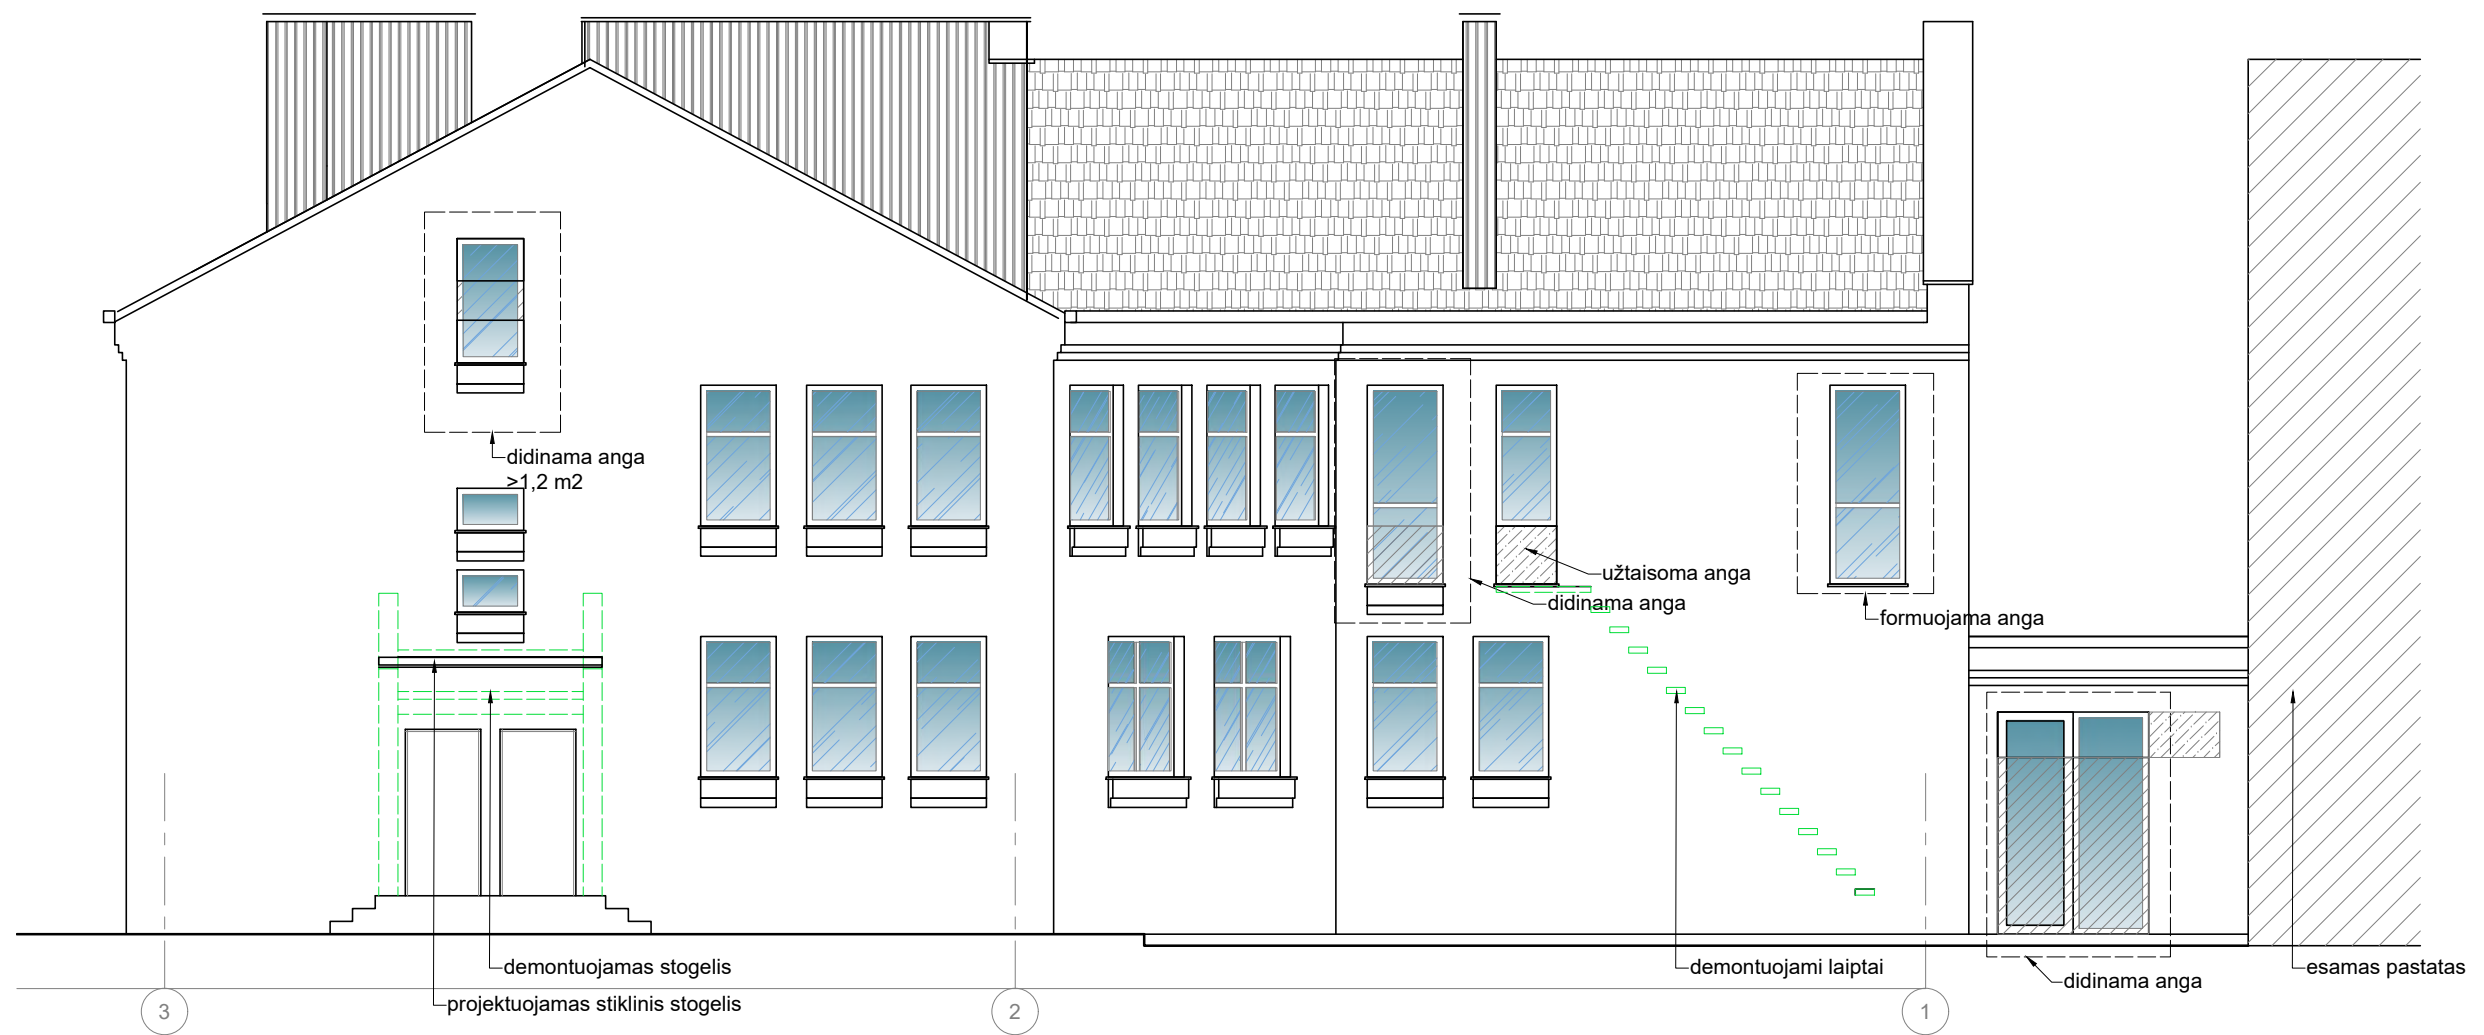 didinama anga
>1,2 m2
užtaisoma anga
didinama anga
formuojama anga
demontuojamas stogelis
projektuojamas stiklinis stogelis
demontuojami laiptai
didinama anga
esamas pastatas
3
2
1